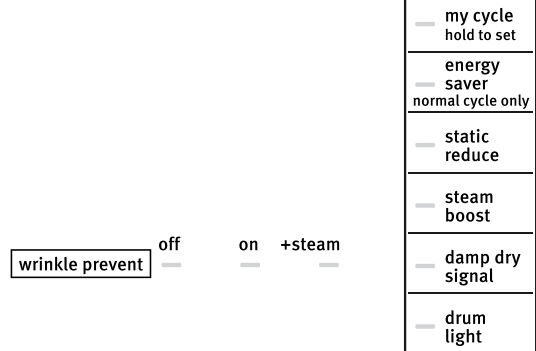 my cycle
hold to set
energy
saver
normal cycle only
static
reduce
steam
boost
off on +steam
wrinkle prevent
damp dry
signal
drum
light